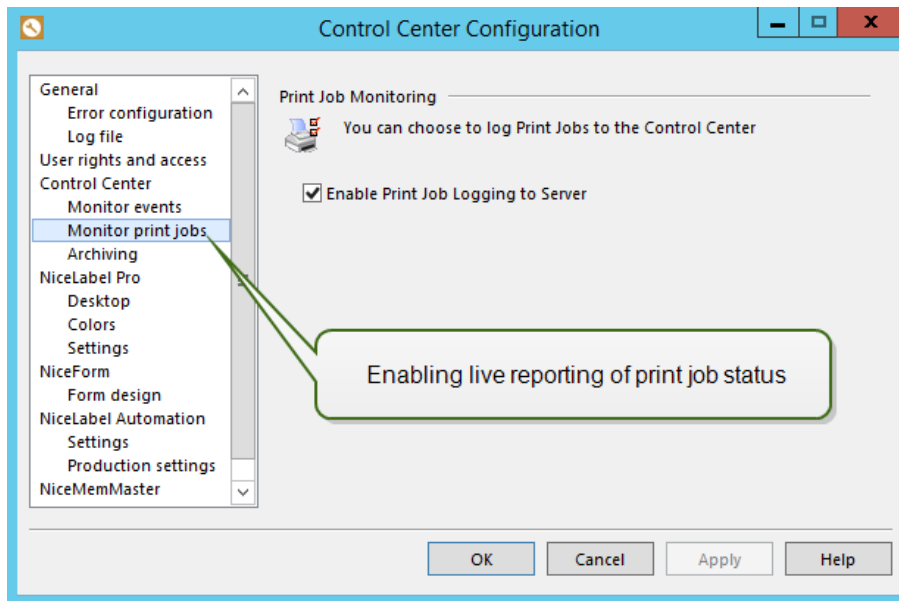 Control Center Configuration
General
Error configuration
Log file
User rights and access
Control Center
Monitor events
Monitor print jobs
Archiving
NiceLabel Pro
Desktop
Colors
Settings
NiceForm
Form design
NiceLabel Automation
Settings
Production settings
NiceMemMaster
Print Job Monitoring
You can choose to log Print Jobs to the Control Center
Enable Print Job Logging to Server
Enabling live reporting of print job status
OK
Cancel
Apply
Help